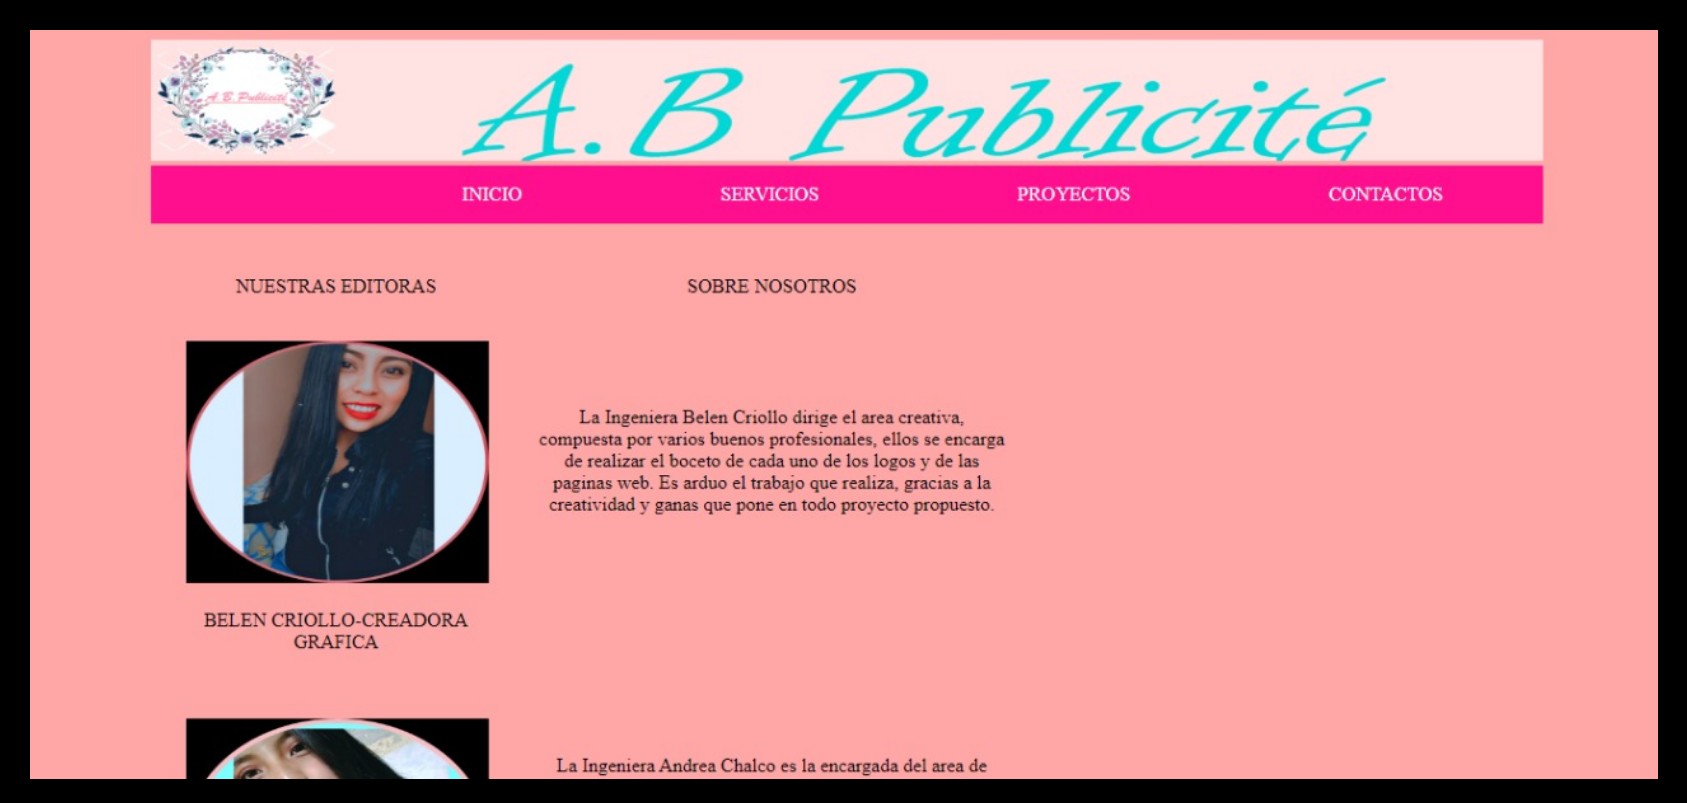 A.B Publicité
A.B Publicité
INICIO SERVICIOS PROYECTOS CONTACTOS
NUESTRAS EDITORAS
SOBRE NOSOTROS
La Ingeniera Belen Criollo dirige el area creativa,
compuesta por varios buenos profesionales, ellos se encarga
de realizar el boceto de cada uno de los logos y de las
paginas web. Es arduo el trabajo que realiza, gracias a la
creatividad y ganas que pone en todo proyecto propuesto.
BELEN CRIOLLO-CREADORA
GRAFICA
La Ingeniera Andrea Chalco es la encargada del area de